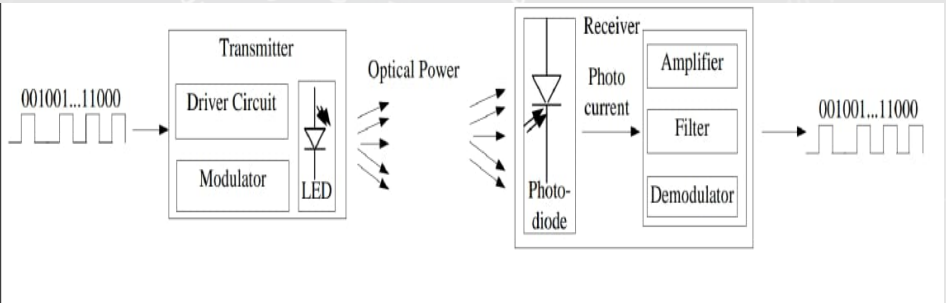 001001...11000
Transmitter
Driver Circuit
Modulator
LED
Optical Power
Receiver
Photo-
diode
Photo
current
Amplifier
Filter
Demodulator
001001...11000